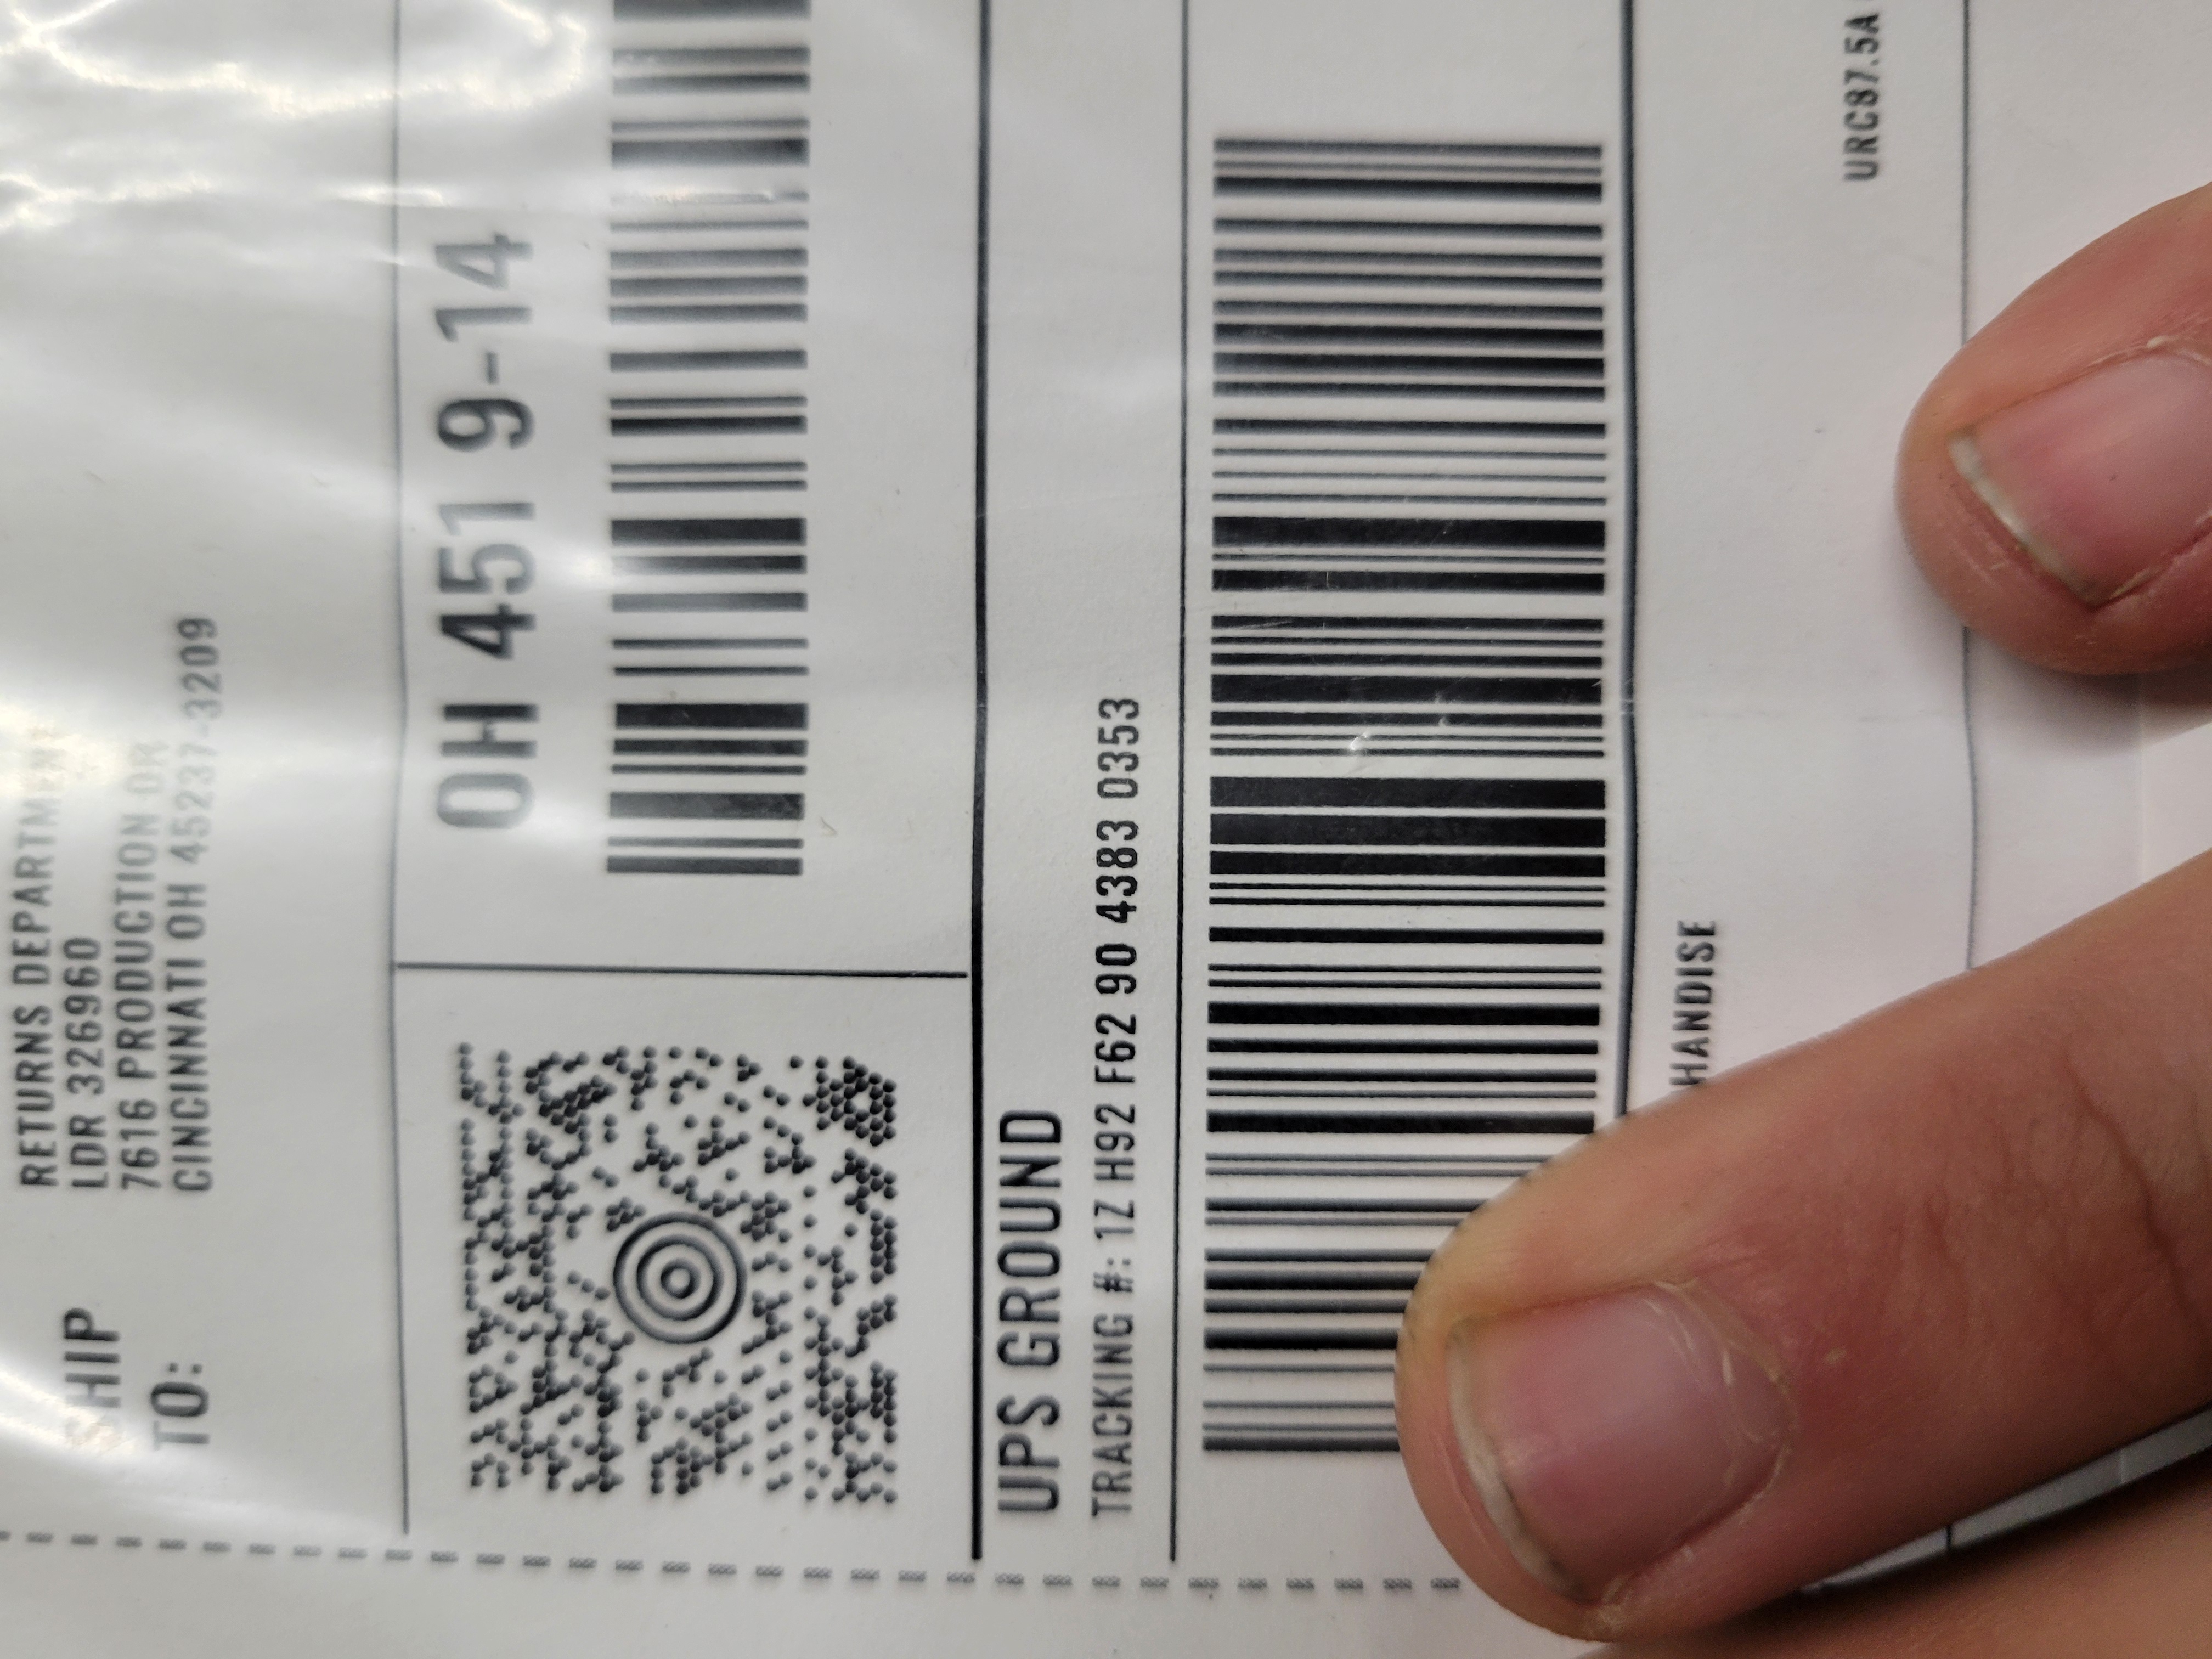 SHIP
TO:
RETURNS DEPARTMENT
LDR 326960
7616 PRODUCTION DR
CINCINNATI OH 45237-3209
OH 451 9-14
UPS GROUND
TRACKING #: 1Z H92 F62 90 4383 0353
HANDISE
URC87.5A